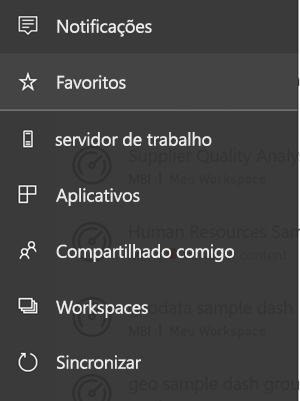 Notificações
Favoritos
servidor de trabalho
Supplier Quality Analy
MBI | Meu Workspace
Aplicativos
Human Resources Sam
Compartilhado comigo
content)
Workspaces
data sample dash
MBI | Meu Workspace
Sincronizar
geo sample dash grou